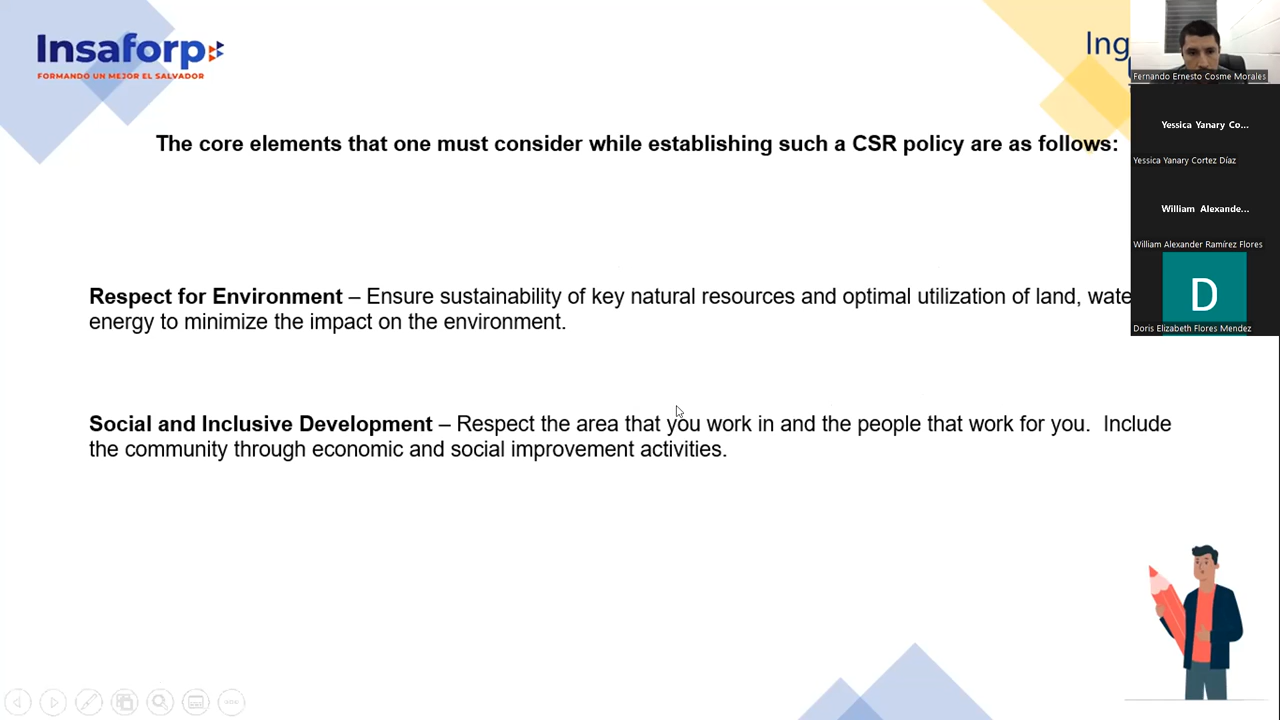 Insaforp
FORMANDO UN MEJOR EL SALVADOR
Ing
Fernando Ernesto Cosme Morales
Yessica Yanary Co...
Yessica Yanary Cortez Díaz
William Alexande...
William Alexander Ramírez Flores
D
Doris Elizabeth Flores Mendez
The core elements that one must consider while establishing such a CSR policy are as follows:
Respect for Environment – Ensure sustainability of key natural resources and optimal utilization of land, wate
energy to minimize the impact on the environment.
Social and Inclusive Development – Respect the area that you work in and the people that work for you. Include
the community through economic and social improvement activities.